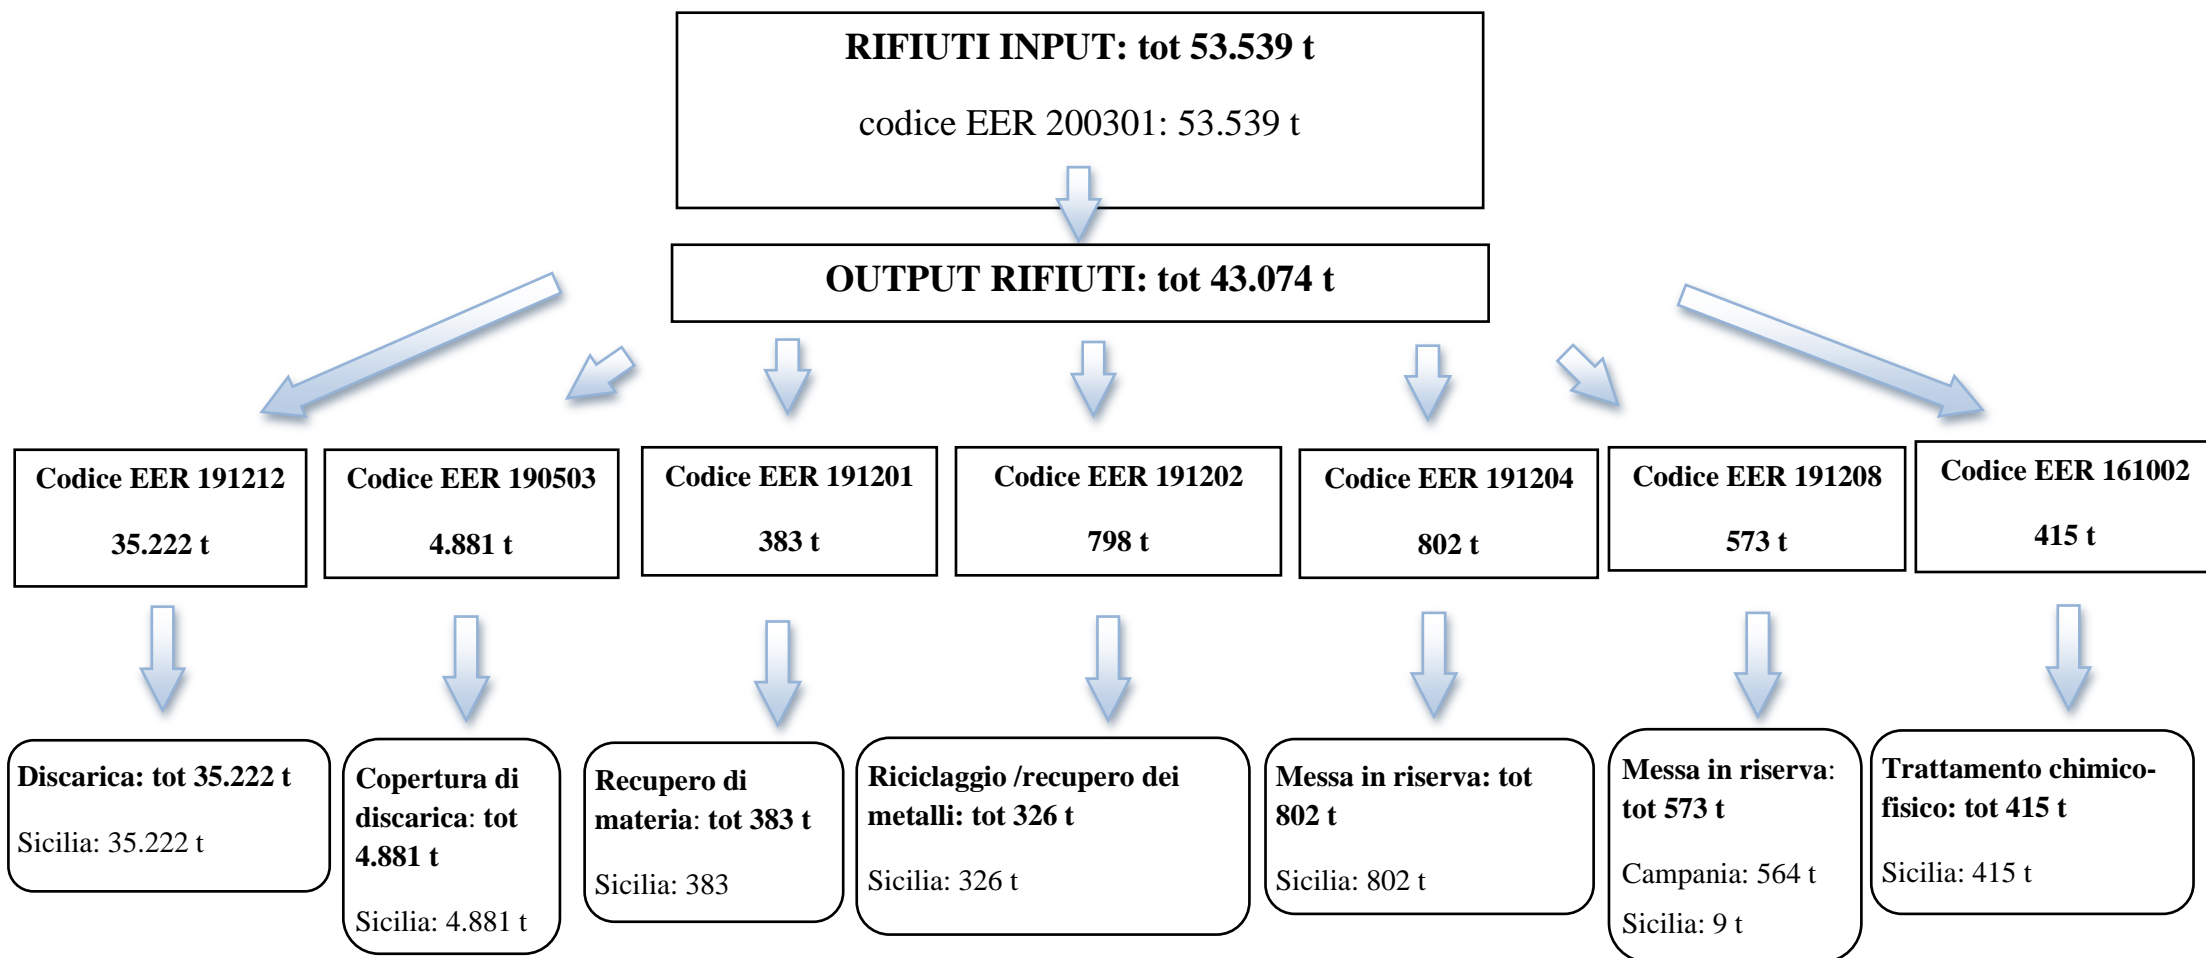 RIFIUTI INPUT: tot 53.539 t
codice EER 200301: 53.539 t
OUTPUT RIFIUTI: tot 43.074 t
Codice EER 191212
35.222 t
Codice EER 190503
4.881 t
Codice EER 191201
383 t
Codice EER 191202
798 t
Codice EER 191204
802 t
Codice EER 191208
573 t
Codice EER 161002
415 t
Discarica: tot 35.222 t
Sicilia: 35.222 t
Copertura di
discarica: tot
4.881 t
Sicilia: 4.881 t
Recupero di
materia: tot 383 t
Sicilia: 383
Riciclaggio /recupero dei
metalli: tot 326 t
Sicilia: 326 t
Messa in riserva: tot
802 t
Sicilia: 802 t
Messa in riserva:
tot 573 t
Campania: 564 t
Sicilia: 9 t
Trattamento chimico-
fisico: tot 415 t
Sicilia: 415 t